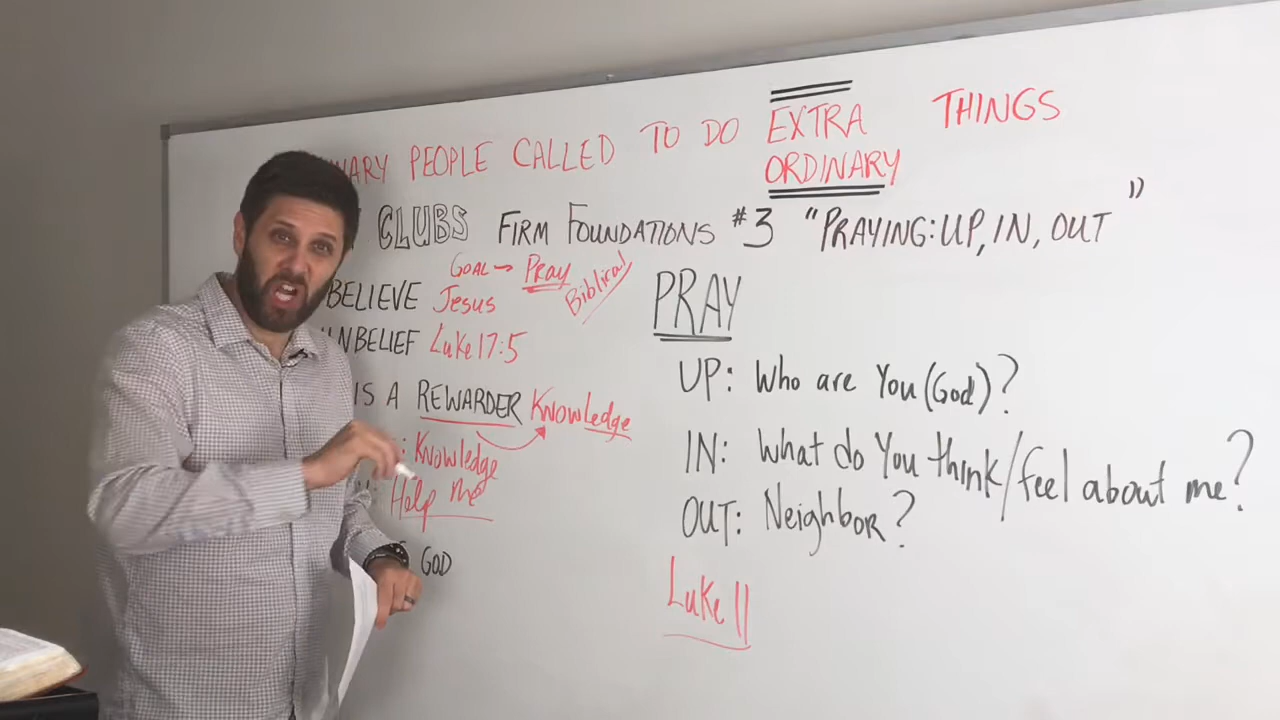 PEOPLE CALLED TO DO EXTRA ORDINARY THINGS
CLUBS FIRM FOUNDATIONS #3 "PRAYING: UP, IN, OUT"
GOAL → Pray Biblical
BELIEVE Jesus
UNBELIEF Luke 17:5
IS A REWARDER Knowledge
: Knowledge
Help me
GOD
PRAY
UP: Who are You (God)?
IN: What do You think/feel about me?
OUT: Neighbor?
Luke 11